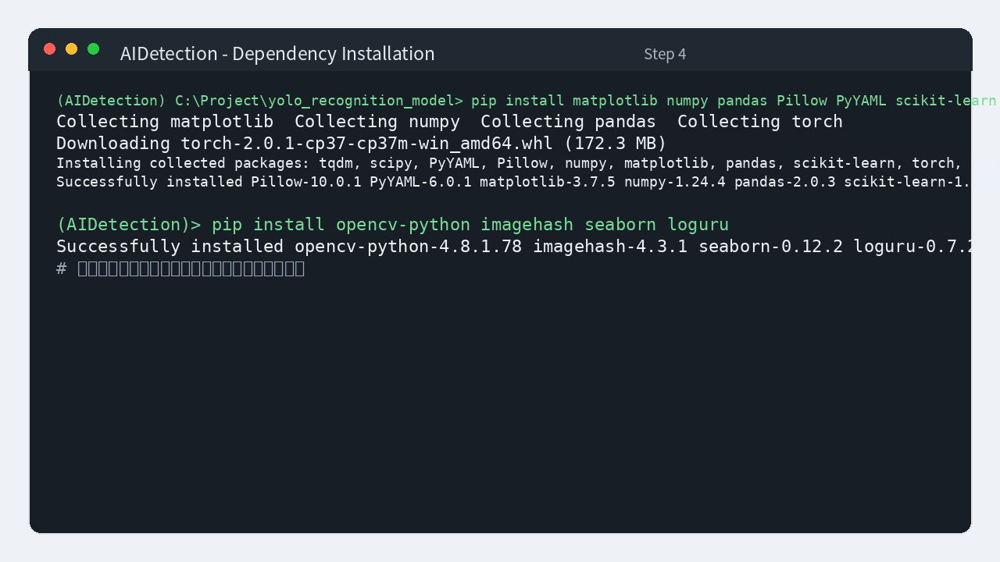 AIDetection - Dependency Installation
Step 4
(AIDetection) C:\Project\yolo_recognition_model> pip install matplotlib numpy pandas Pillow PyYAML scikit-learn
Collecting matplotlib  Collecting numpy  Collecting pandas  Collecting torch
Downloading torch-2.0.1-cp37-cp37m-win_amd64.whl (172.3 MB)
Installing collected packages: tqdm, scipy, PyYAML, Pillow, numpy, matplotlib, pandas, scikit-learn, torch,
Successfully installed Pillow-10.0.1 PyYAML-6.0.1 matplotlib-3.7.5 numpy-1.24.4 pandas-2.0.3 scikit-learn-1.
(AIDetection)> pip install opencv-python imagehash seaborn loguru
Successfully installed opencv-python-4.8.1.78 imagehash-4.3.1 seaborn-0.12.2 loguru-0.7.2
#